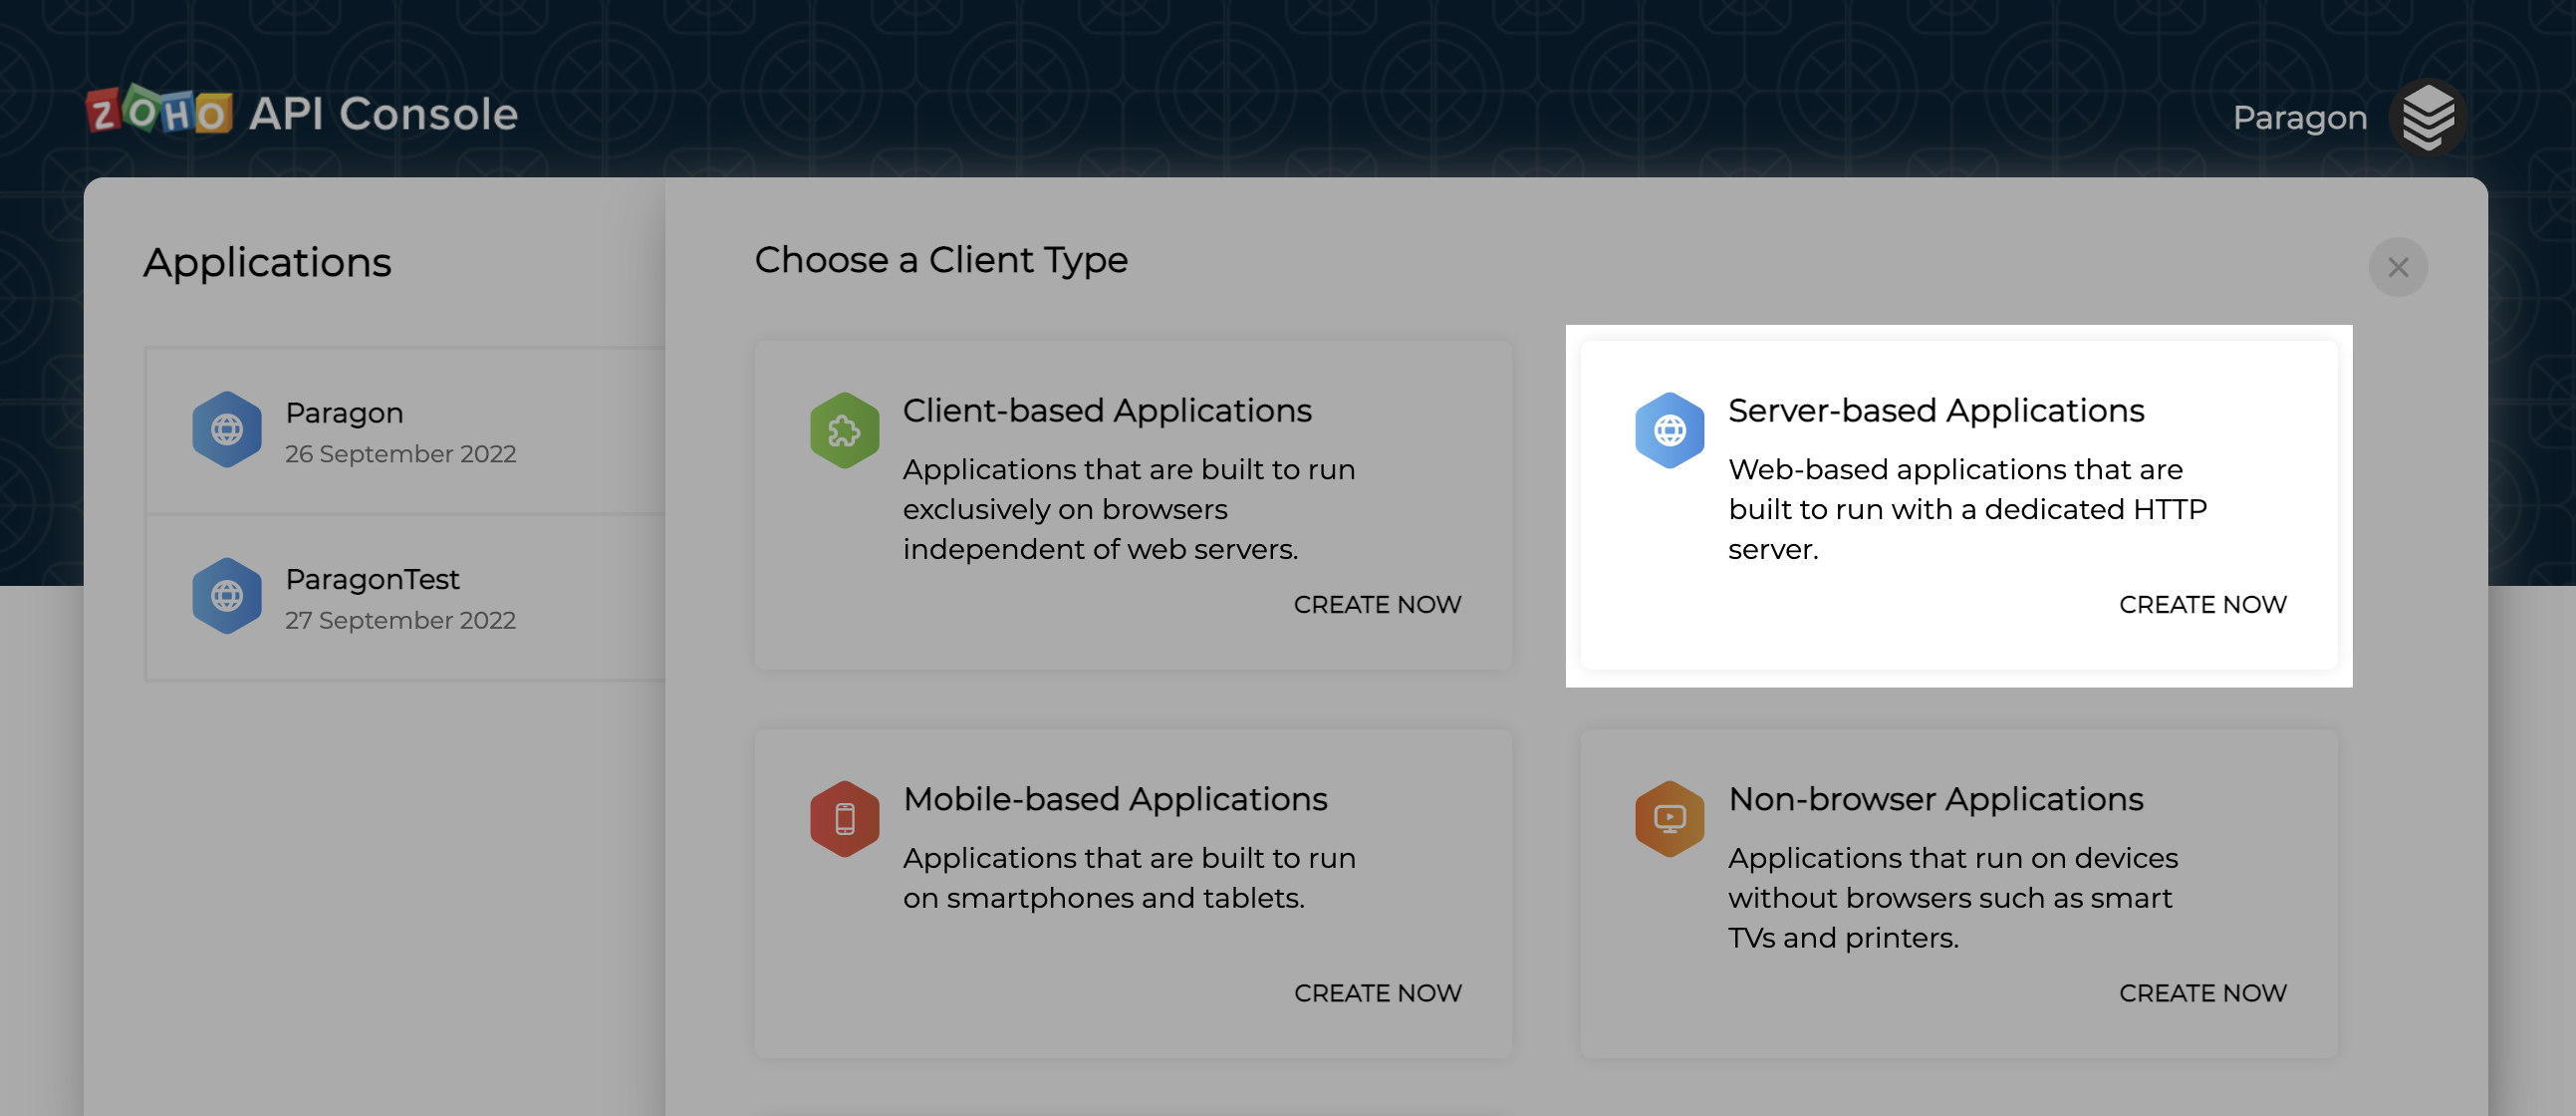 ZOHO API Console
Paragon
Applications
Paragon
26 September 2022
ParagonTest
27 September 2022
Choose a Client Type
Client-based Applications
Applications that are built to run
exclusively on browsers
independent of web servers.
CREATE NOW
Server-based Applications
Web-based applications that are
built to run with a dedicated HTTP
server.
CREATE NOW
Mobile-based Applications
Applications that are built to run
on smartphones and tablets.
CREATE NOW
Non-browser Applications
Applications that run on devices
without browsers such as smart
TVs and printers.
CREATE NOW